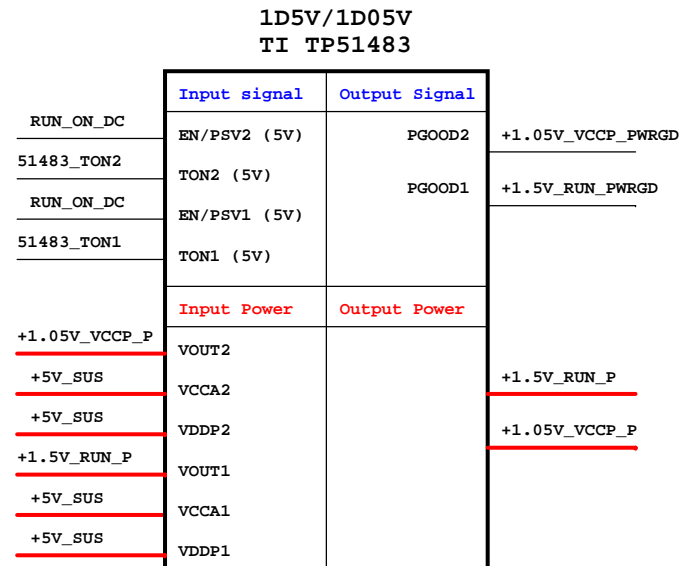 1D5V/1D05V
TI TP51483
Input signal
Output Signal
RUN_ON_DC
EN/PSV2 (5V)
PGOOD2
+1.05V_VCCP_PWRGD
51483_TON2
TON2 (5V)
PGOOD1
+1.5V_RUN_PWRGD
RUN_ON_DC
EN/PSV1 (5V)
51483_TON1
TON1 (5V)
Input Power
Output Power
+1.05V_VCCP_P
VOUT2
+5V_SUS
VCCA2
+1.5V_RUN_P
+5V_SUS
VDDP2
+1.05V_VCCP_P
+1.5V_RUN_P
VOUT1
+5V_SUS
VCCA1
+5V_SUS
VDDP1